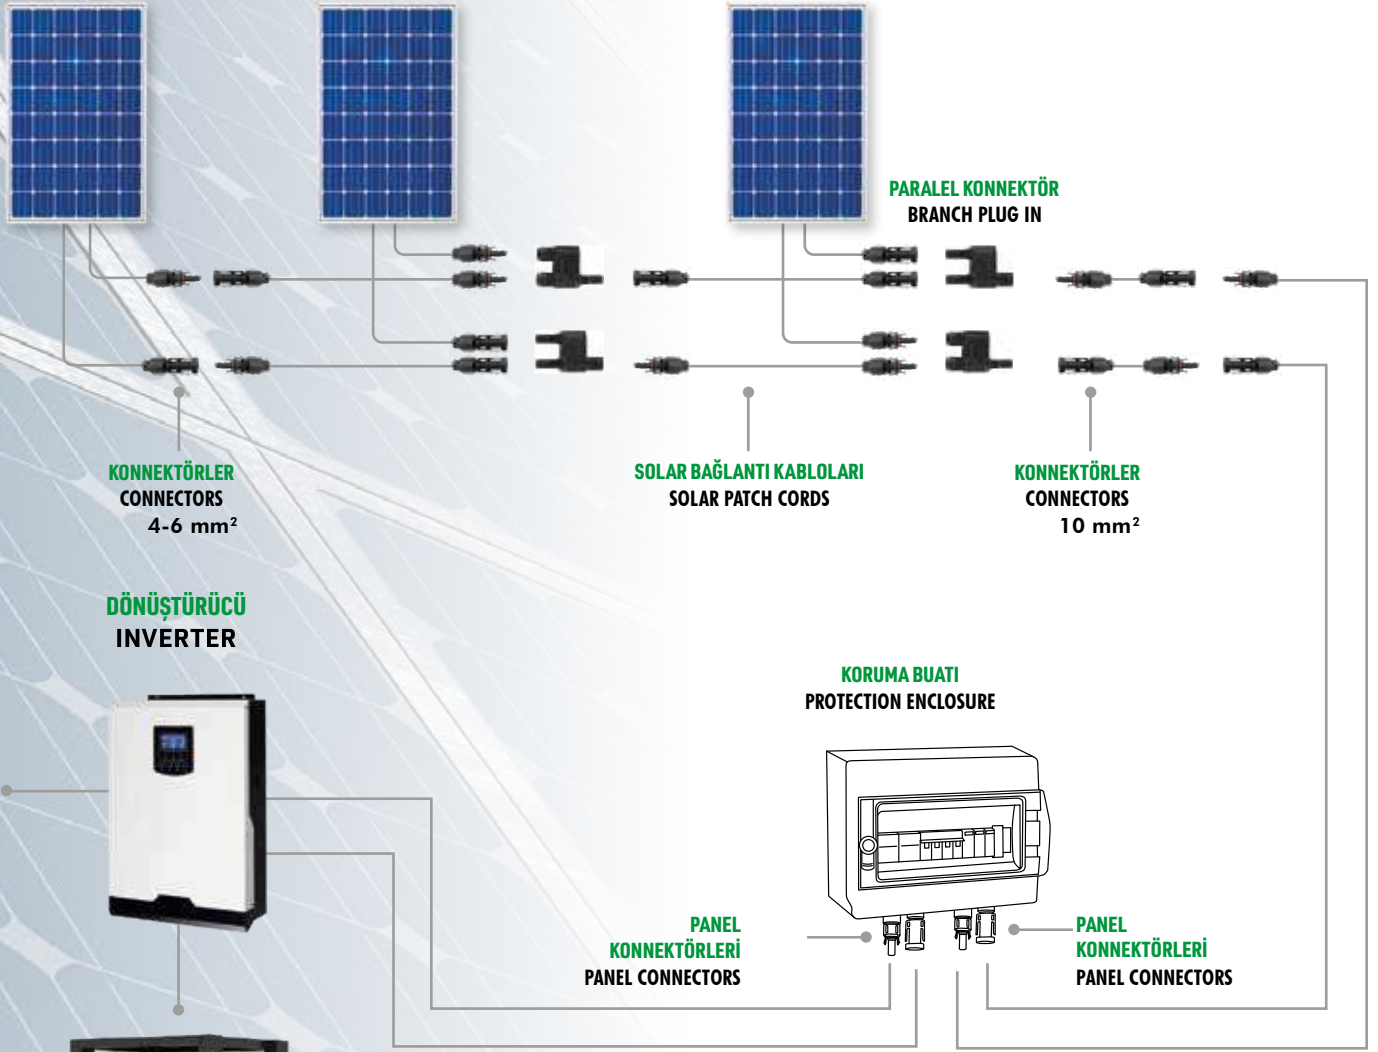 PARALEL KONNEKTÖR
BRANCH PLUG IN
KONNEKTÖRLER
CONNECTORS
4-6 mm²
SOLAR BAĞLANTI KABLOLARI
SOLAR PATCH CORDS
KONNEKTÖRLER
CONNECTORS
10 mm²
DÖNÜŞTÜRÜCÜ
INVERTER
KORUMA BUATI
PROTECTION ENCLOSURE
PANEL
KONNEKTÖRLERİ
PANEL CONNECTORS
PANEL
KONNEKTÖRLERİ
PANEL CONNECTORS